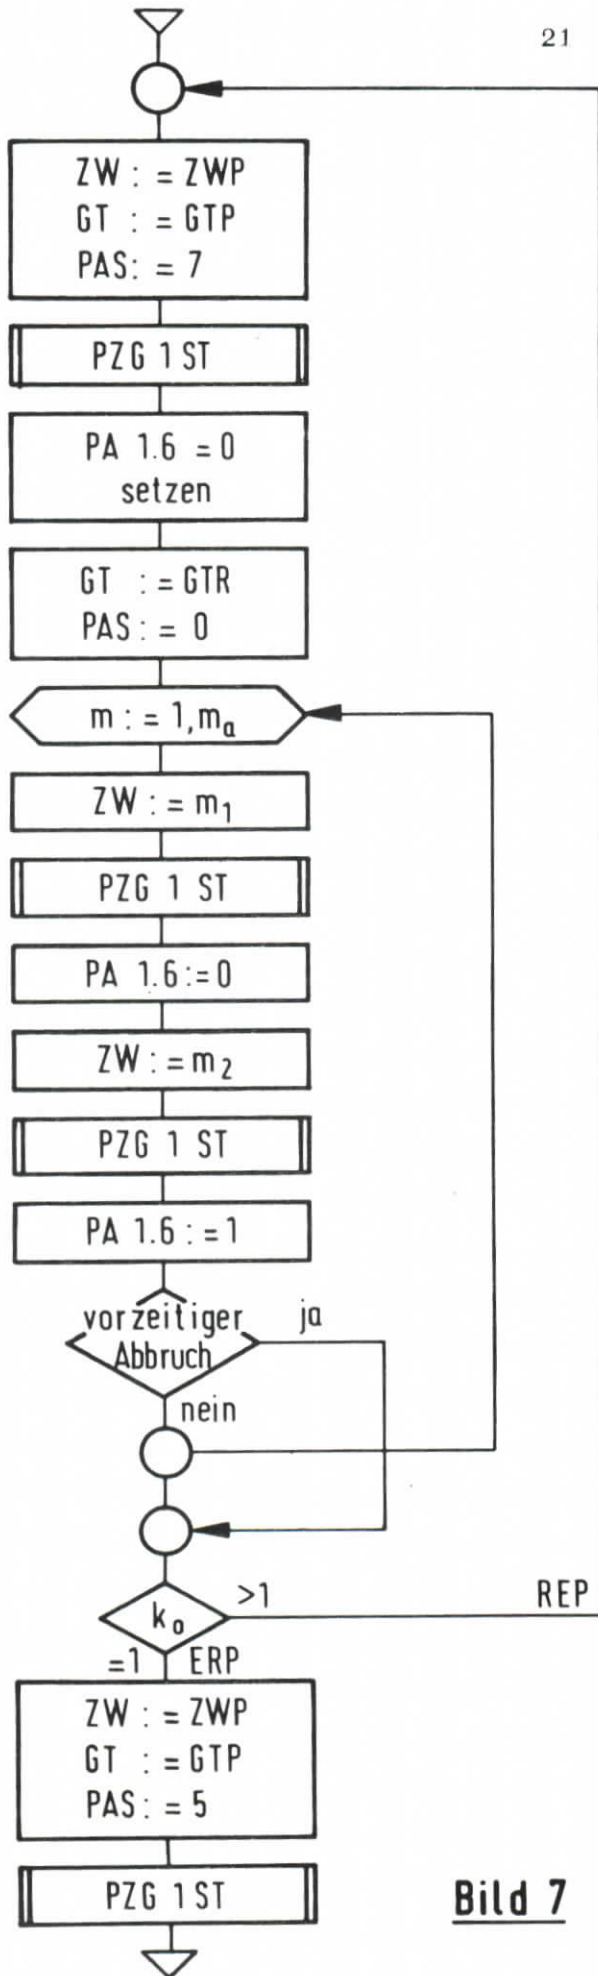 21
ZW : = ZWP
GT : = GTP
PAS: = 7
PZG 1 ST
PA 1.6 = 0
setzen
GT : = GTR
PAS: = 0
m : = 1, mₐ
ZW : = m₁
PZG 1 ST
PA 1.6 := 0
ZW : = m₂
PZG 1 ST
PA 1.6 : = 1
vorzeitiger
Abbruch
ja
nein
k₀
>1
REP
=1 ERP
ZW : = ZWP
GT : = GTP
PAS: = 5
PZG 1 ST
Bild 7